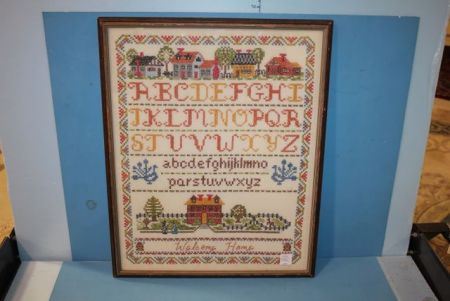 ABCDEFGHI
JKLMNOPQR
STUVWXYZ
abcdefghijklmno
pqrstuvwxyz
Welcome Home